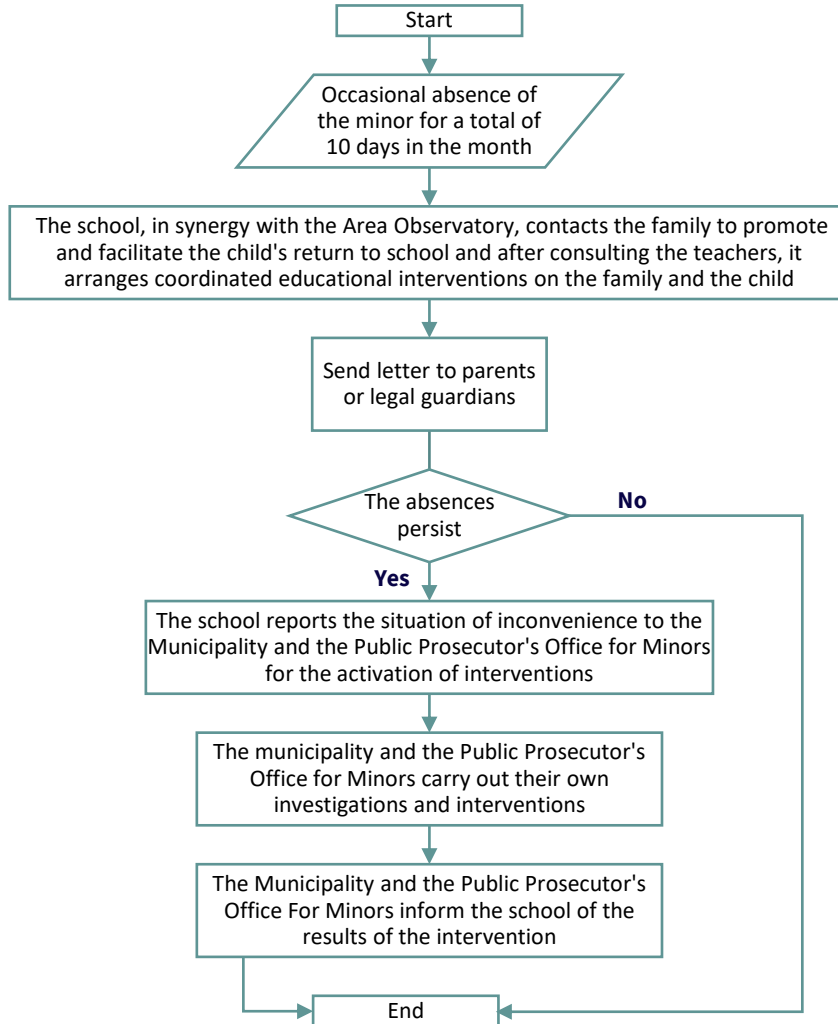 Start
Occasional absence of
the minor for a total of
10 days in the month
The school, in synergy with the Area Observatory, contacts the family to promote
and facilitate the child's return to school and after consulting the teachers, it
arranges coordinated educational interventions on the family and the child
Send letter to parents
or legal guardians
The absences
persist
No
Yes
The school reports the situation of inconvenience to the
Municipality and the Public Prosecutor's Office for Minors
for the activation of interventions
The municipality and the Public Prosecutor's
Office for Minors carry out their own
investigations and interventions
The Municipality and the Public Prosecutor's
Office For Minors inform the school of the
results of the intervention
End